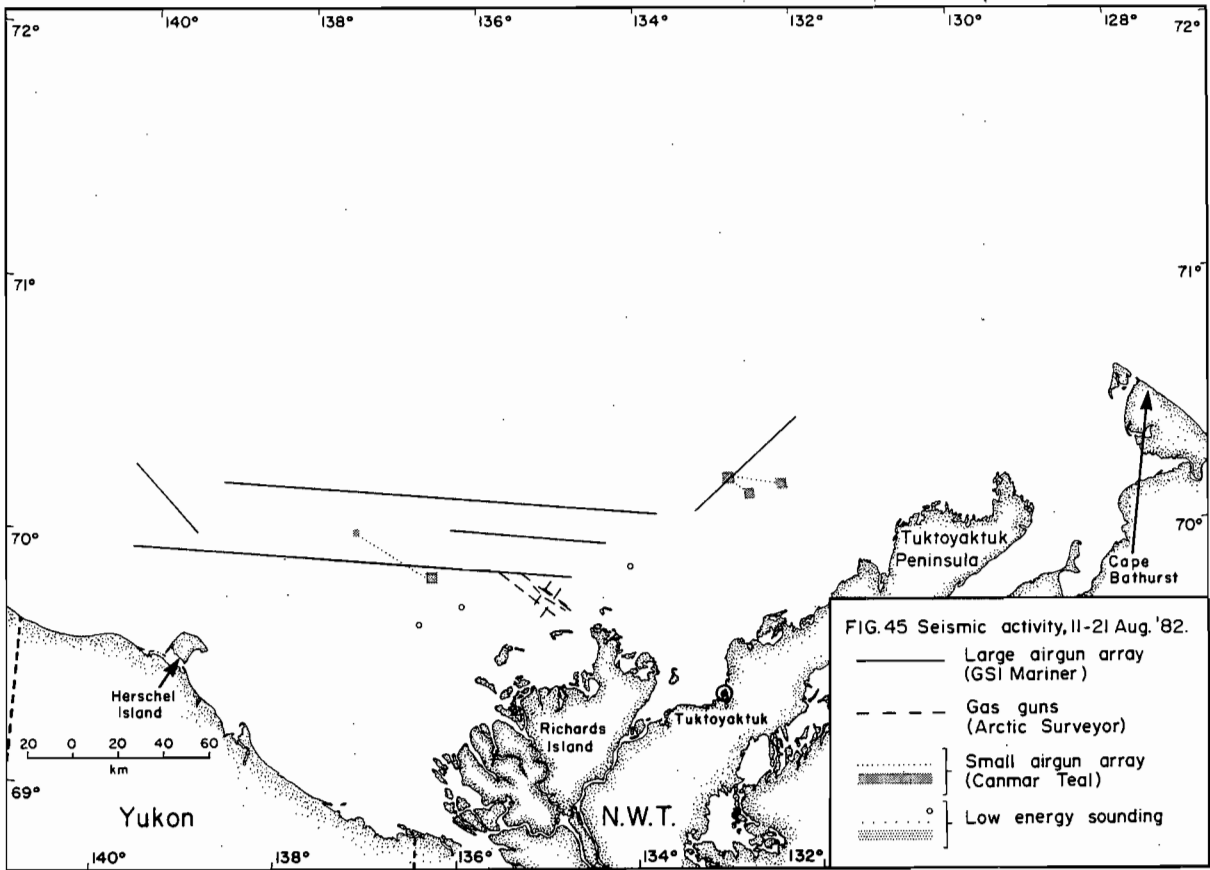 140° 138° 136° 134° 132° 130° 128°
72° 72°
71° 71°
70° 70°
Tuktoyaktuk
Peninsula
Cape
Bathurst
Herschel
Island
Richards
Island
Tuktoyaktuk
20 0 20 40 60
km
69°
Yukon
N.W.T.
140° 138° 136° 134° 132°
FIG. 45 Seismic activity, 11-21 Aug. '82.
Large airgun array
(GSI Mariner)
Gas guns
(Arctic Surveyor)
Small airgun array
(Canmar Teal)
Low energy sounding